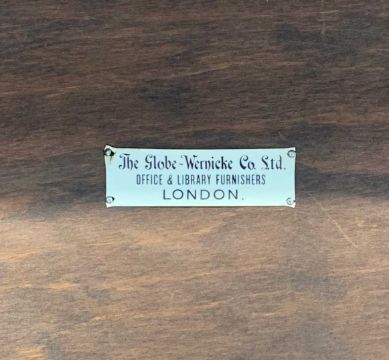 The Globe-Wernicke Co. Ltd.
OFFICE & LIBRARY FURNISHERS
LONDON.